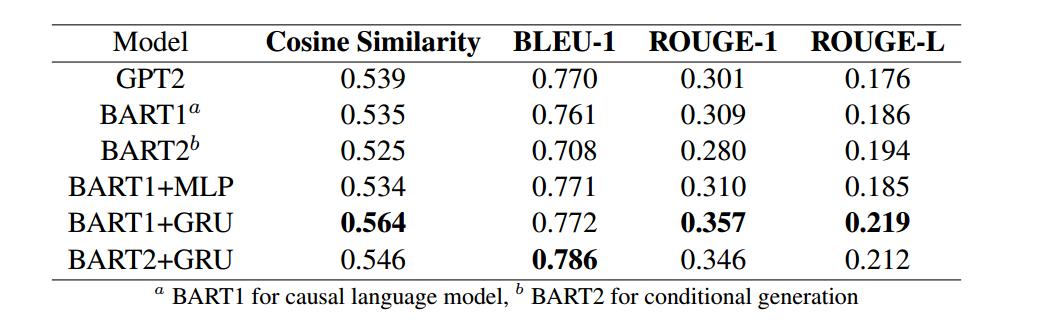 Model Cosine Similarity BLEU-1 ROUGE-1 ROUGE-L
GPT2 0.539 0.770 0.301 0.176
BART1ᵃ 0.535 0.761 0.309 0.186
BART2ᵇ 0.525 0.708 0.280 0.194
BART1+MLP 0.534 0.771 0.310 0.185
BART1+GRU 0.564 0.772 0.357 0.219
BART2+GRU 0.546 0.786 0.346 0.212
ᵃ BART1 for causal language model, ᵇ BART2 for conditional generation